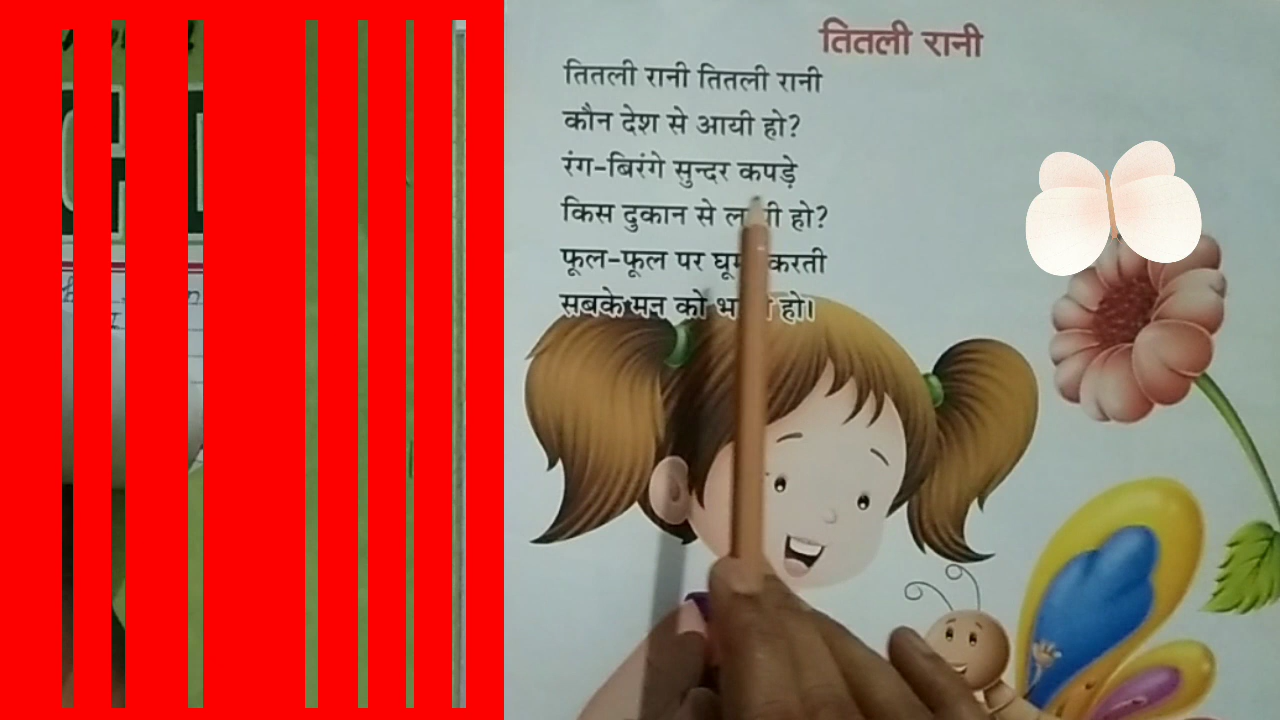 तितली रानी
तितली रानी तितली रानी
कौन देश से आयी हो?
रंग-बिरंगे सुन्दर कपड़े
किस दुकान से हो?
फूल-फूल पर करती
सबके मन को हो।